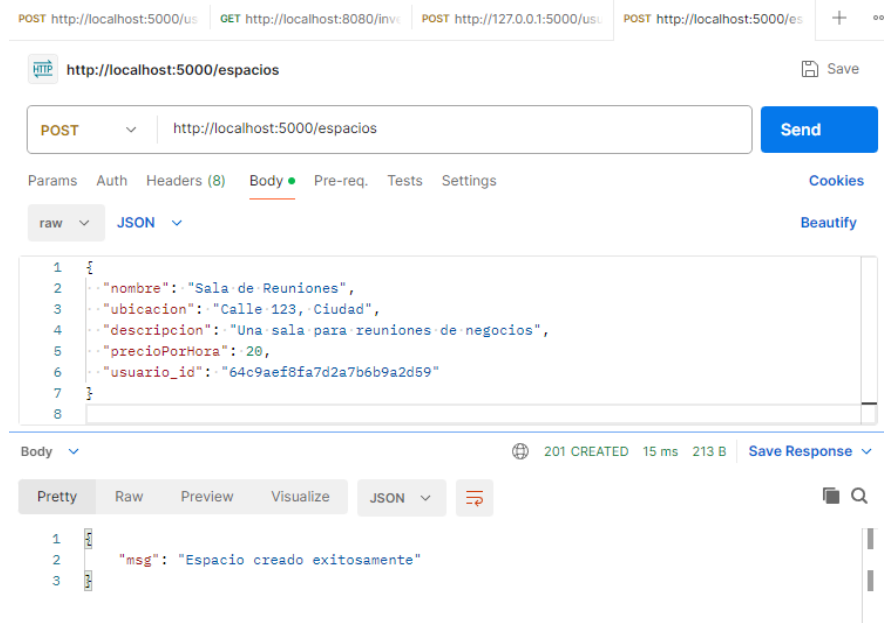 POST http://localhost:5000/us GET http://localhost:8080/inve POST http://127.0.0.1:5000/usu POST http://localhost:5000/es
HTTP http://localhost:5000/espacios Save
POST http://localhost:5000/espacios Send
Params Auth Headers (8) Body Pre-req. Tests Settings Cookies
raw JSON Beautify
1 {
2 "nombre": "Sala de Reuniones",
3 "ubicacion": "Calle 123, Ciudad",
4 "descripcion": "Una sala para reuniones de negocios",
5 "precioPorHora": 20,
6 "usuario_id": "64c9aef8fa7d2a7b6b9a2d59"
7 }
8
Body 201 CREATED 15 ms 213 B Save Response
Pretty Raw Preview Visualize JSON
1 {
2 "msg": "Espacio creado exitosamente"
3 }